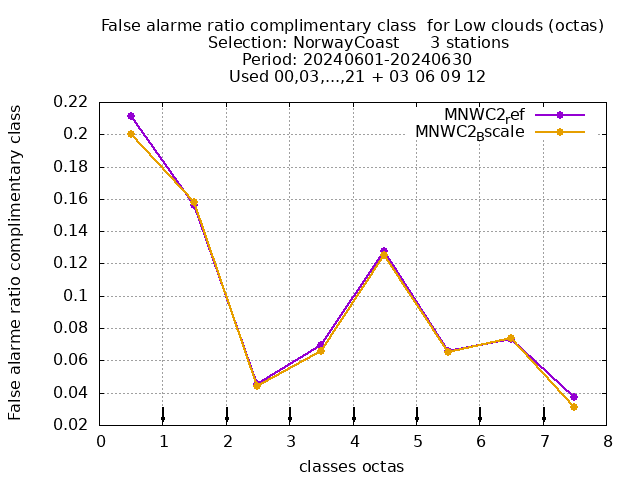 False alarme ratio complimentary class  for Low clouds (octas)
Selection: NorwayCoast      3 stations
Period: 20240601-20240630
Used 00,03,...,21 + 03 06 09 12
False alarme ratio complimentary class
MNWC2ref
MNWC2Bscale
0.22
0.2
0.18
0.16
0.14
0.12
0.1
0.08
0.06
0.04
0.02
0 1 2 3 4 5 6 7 8
classes octas